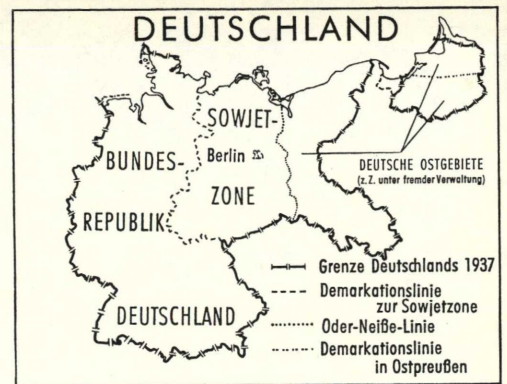 DEUTSCHLAND
SOWJET-
Berlin
ZONE
BUNDES-
REPUBLIK
DEUTSCHLAND
DEUTSCHE OSTGEBIETE
(z.Z. unter fremder Verwaltung)
Grenze Deutschlands 1937
Demarkationslinie
zur Sowjetzone
Oder-Neiße-Linie
Demarkationslinie
in Ostpreußen